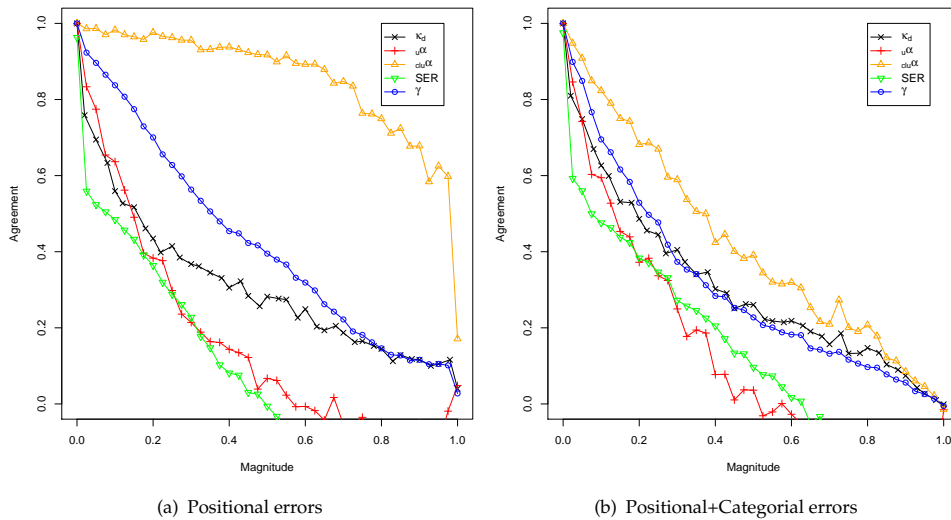 κd
uα
cluα
SER
γ
1.0
0.8
0.6
0.4
0.2
0.0
Agreement
0.0 0.2 0.4 0.6 0.8 1.0
Magnitude
(a) Positional errors
κd
uα
cluα
SER
γ
1.0
0.8
0.6
0.4
0.2
0.0
Agreement
0.0 0.2 0.4 0.6 0.8 1.0
Magnitude
(b) Positional+Categorial errors